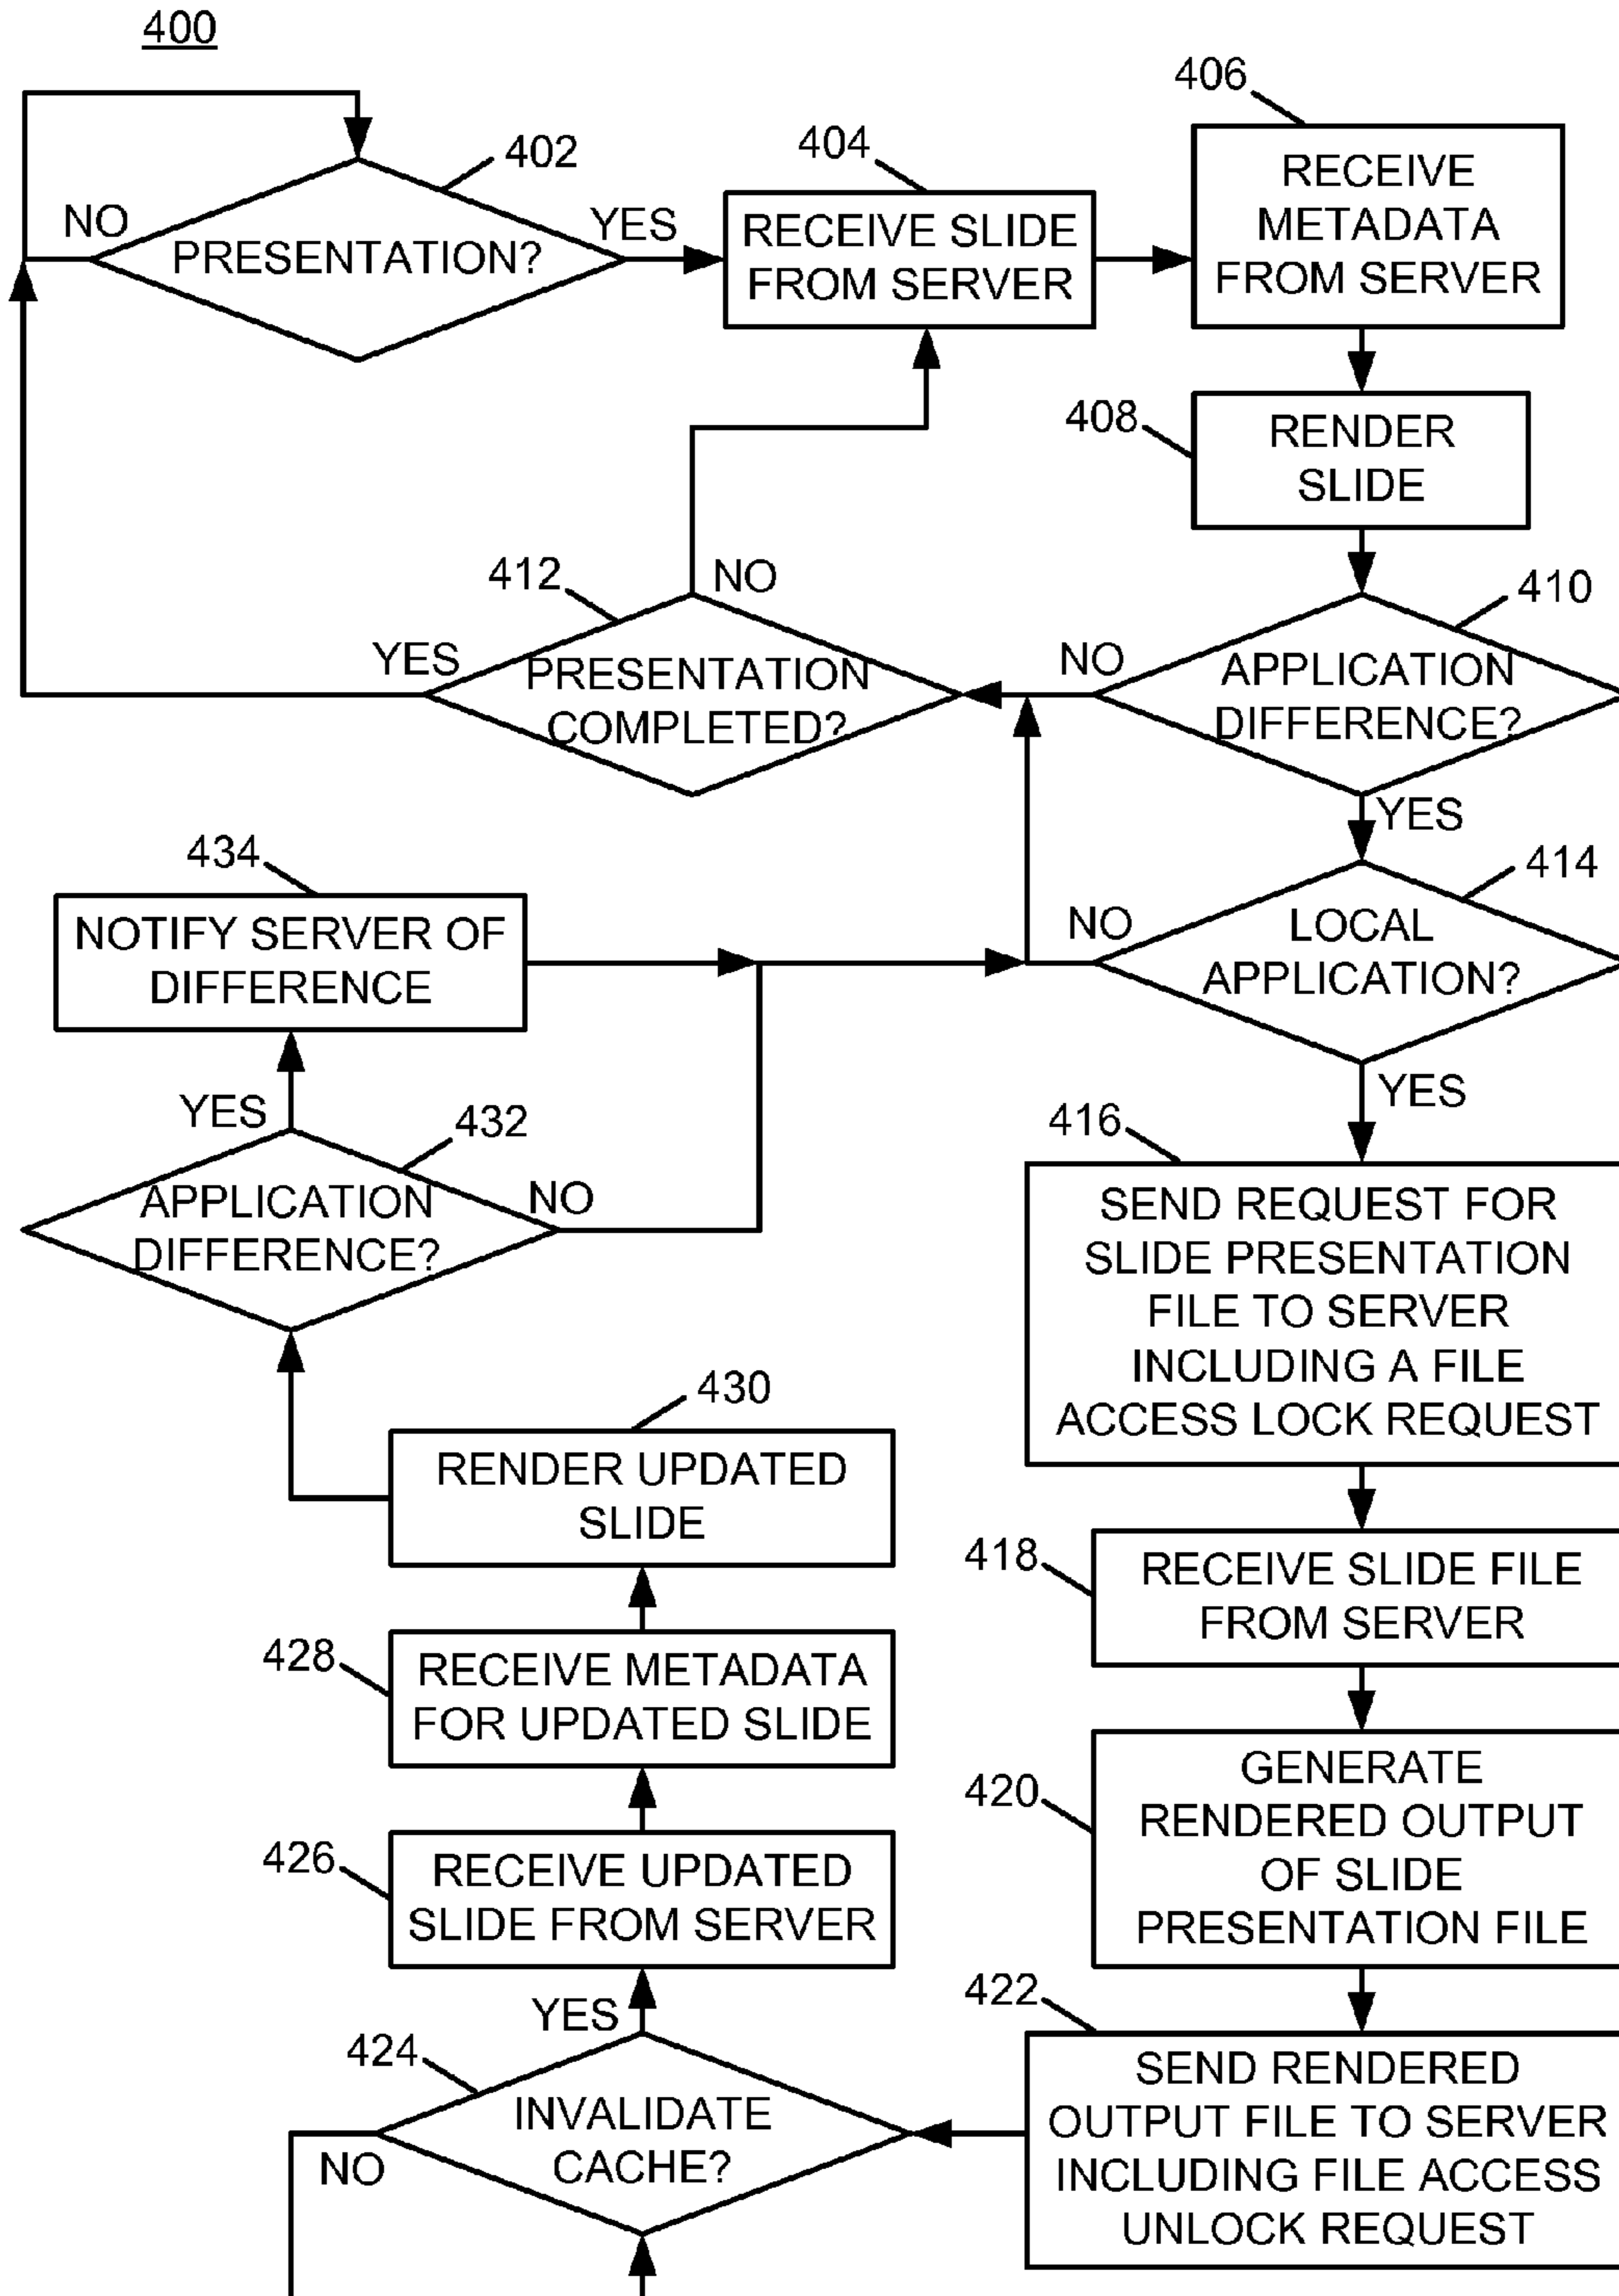 400
402
NO
PRESENTATION?
YES
404
RECEIVE SLIDE
FROM SERVER
406
RECEIVE
METADATA
FROM SERVER
408
RENDER
SLIDE
410
APPLICATION
DIFFERENCE?
NO
YES
412
NO
YES
PRESENTATION
COMPLETED?
414
LOCAL
APPLICATION?
NO
YES
416
SEND REQUEST FOR
SLIDE PRESENTATION
FILE TO SERVER
INCLUDING A FILE
ACCESS LOCK REQUEST
418
RECEIVE SLIDE FILE
FROM SERVER
420
GENERATE
RENDERED OUTPUT
OF SLIDE
PRESENTATION FILE
422
SEND RENDERED
OUTPUT FILE TO SERVER
INCLUDING FILE ACCESS
UNLOCK REQUEST
424
INVALIDATE
CACHE?
NO
YES
426
RECEIVE UPDATED
SLIDE FROM SERVER
428
RECEIVE METADATA
FOR UPDATED SLIDE
430
RENDER UPDATED
SLIDE
432
APPLICATION
DIFFERENCE?
NO
YES
434
NOTIFY SERVER OF
DIFFERENCE